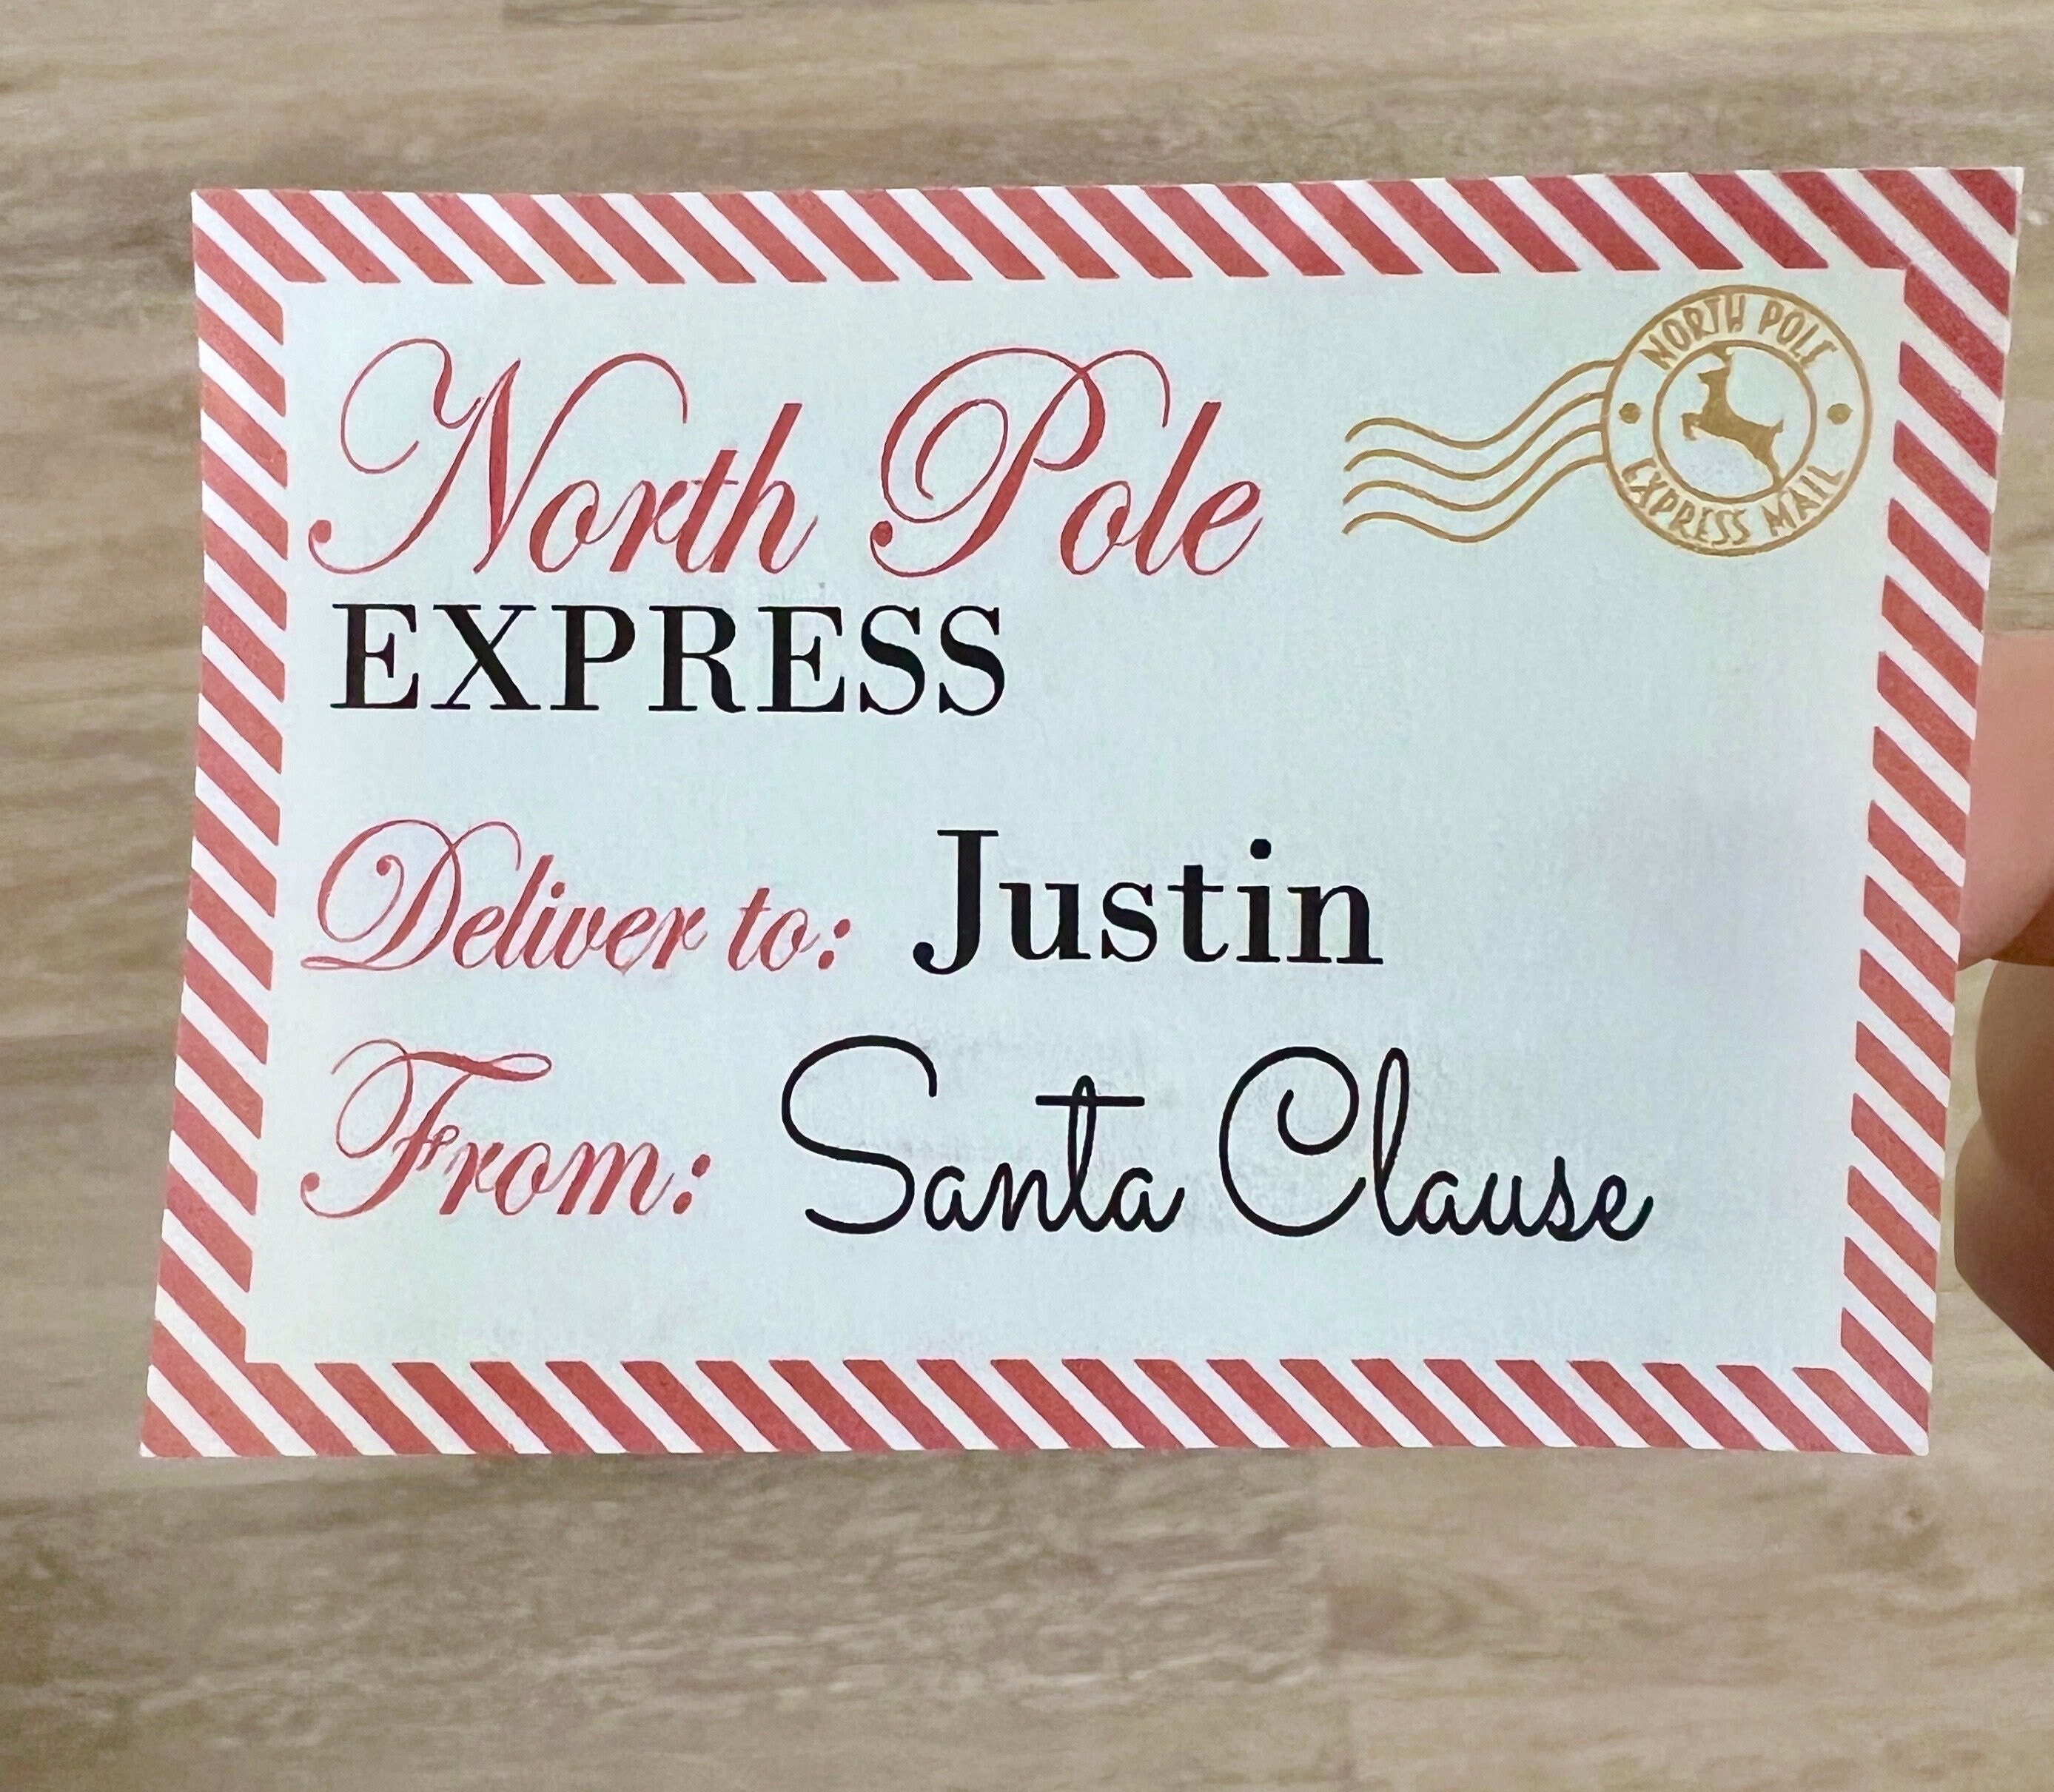 North Pole
NORTH POLE
EXPRESS MAIL
EXPRESS
Deliver to: Justin
From: Santa Clause